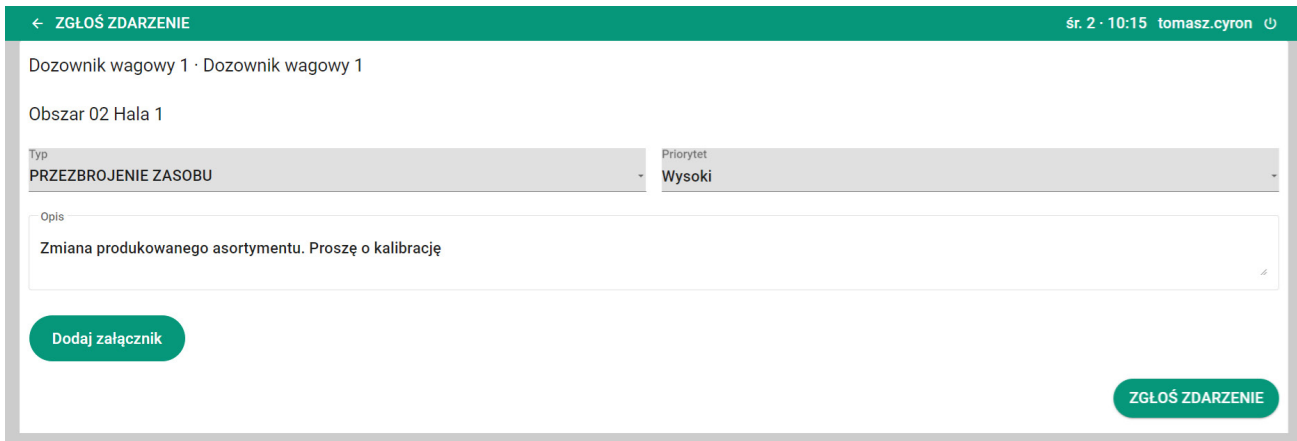 ← ZGŁOŚ ZDARZENIE śr. 2 · 10:15 tomasz.cyron
Dozownik wagowy 1 · Dozownik wagowy 1
Obszar 02 Hala 1
Typ Priorytet
PRZEZBROJENIE ZASOBU Wysoki
Opis
Zmiana produkowanego asortymentu. Proszę o kalibrację
Dodaj załącznik
ZGŁOŚ ZDARZENIE